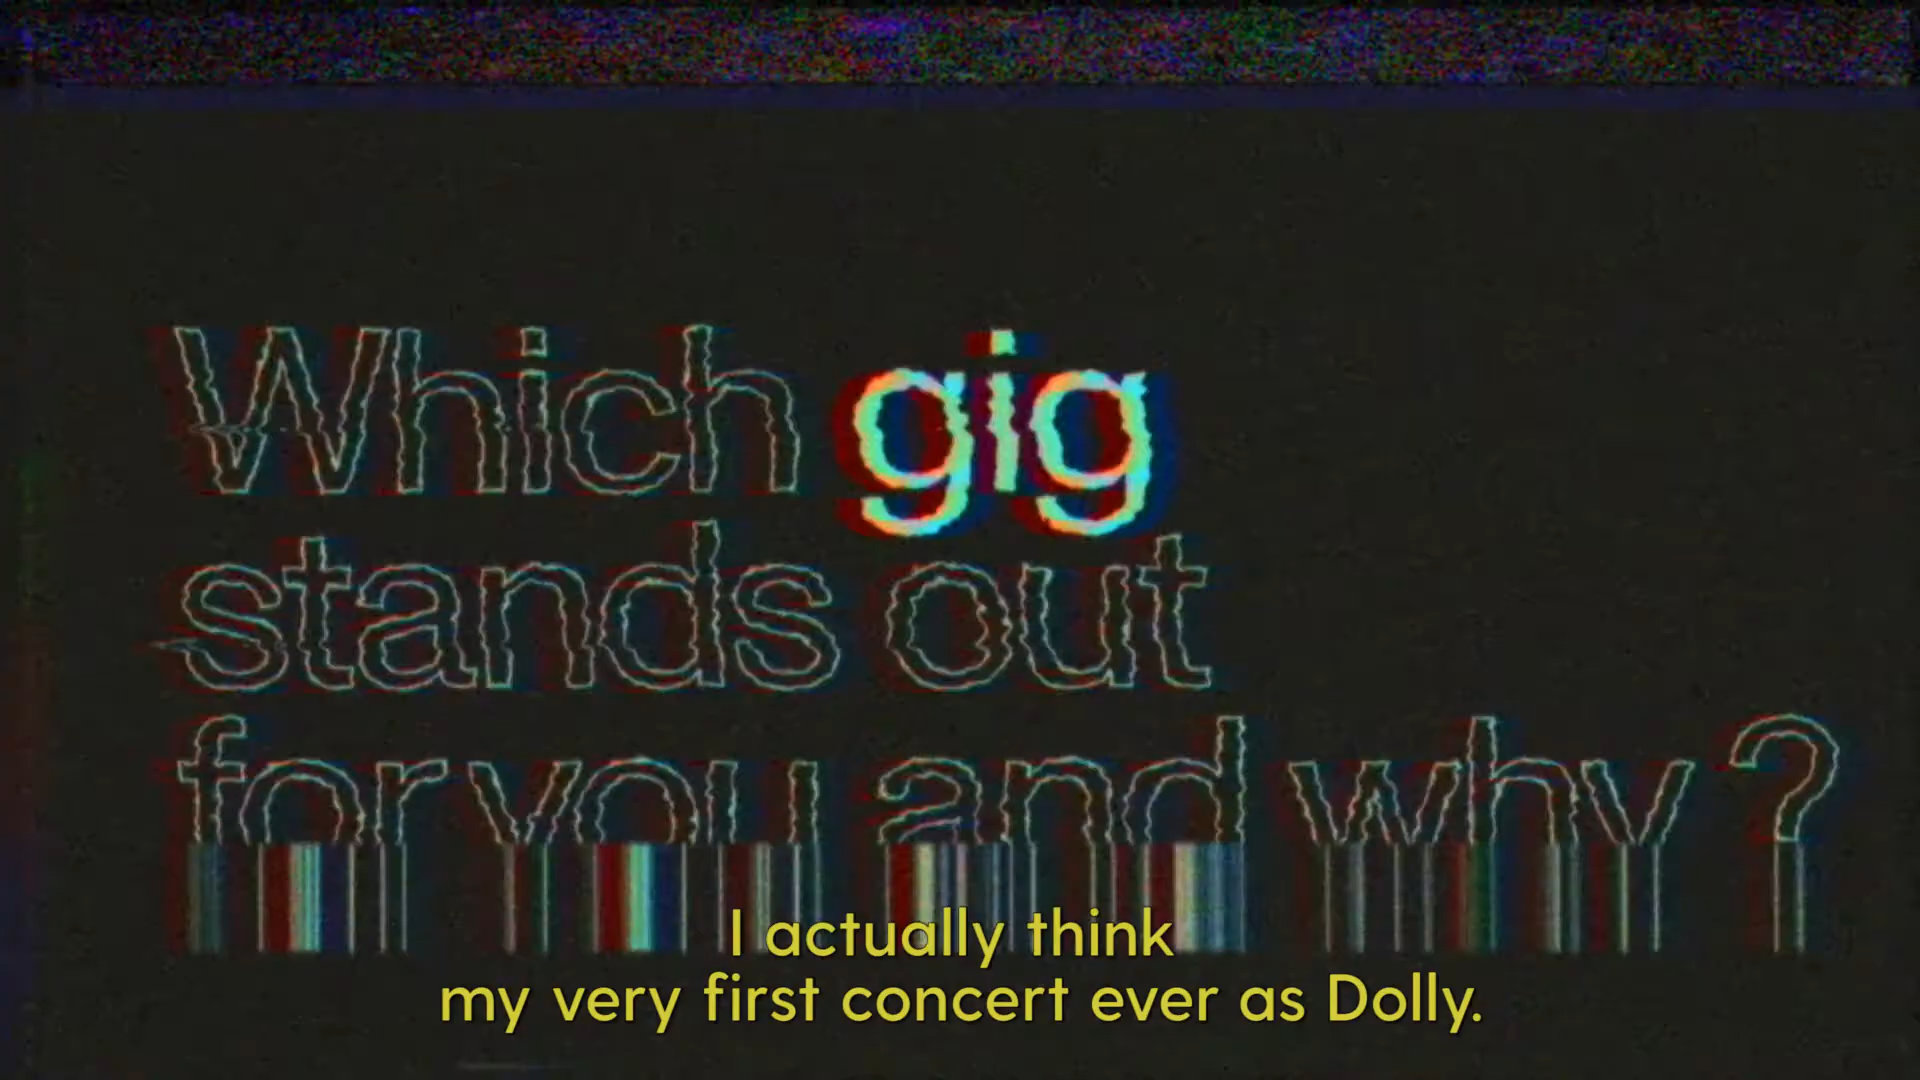 Which gig
stands out
for you and why?
I actually think
my very first concert ever as Dolly.